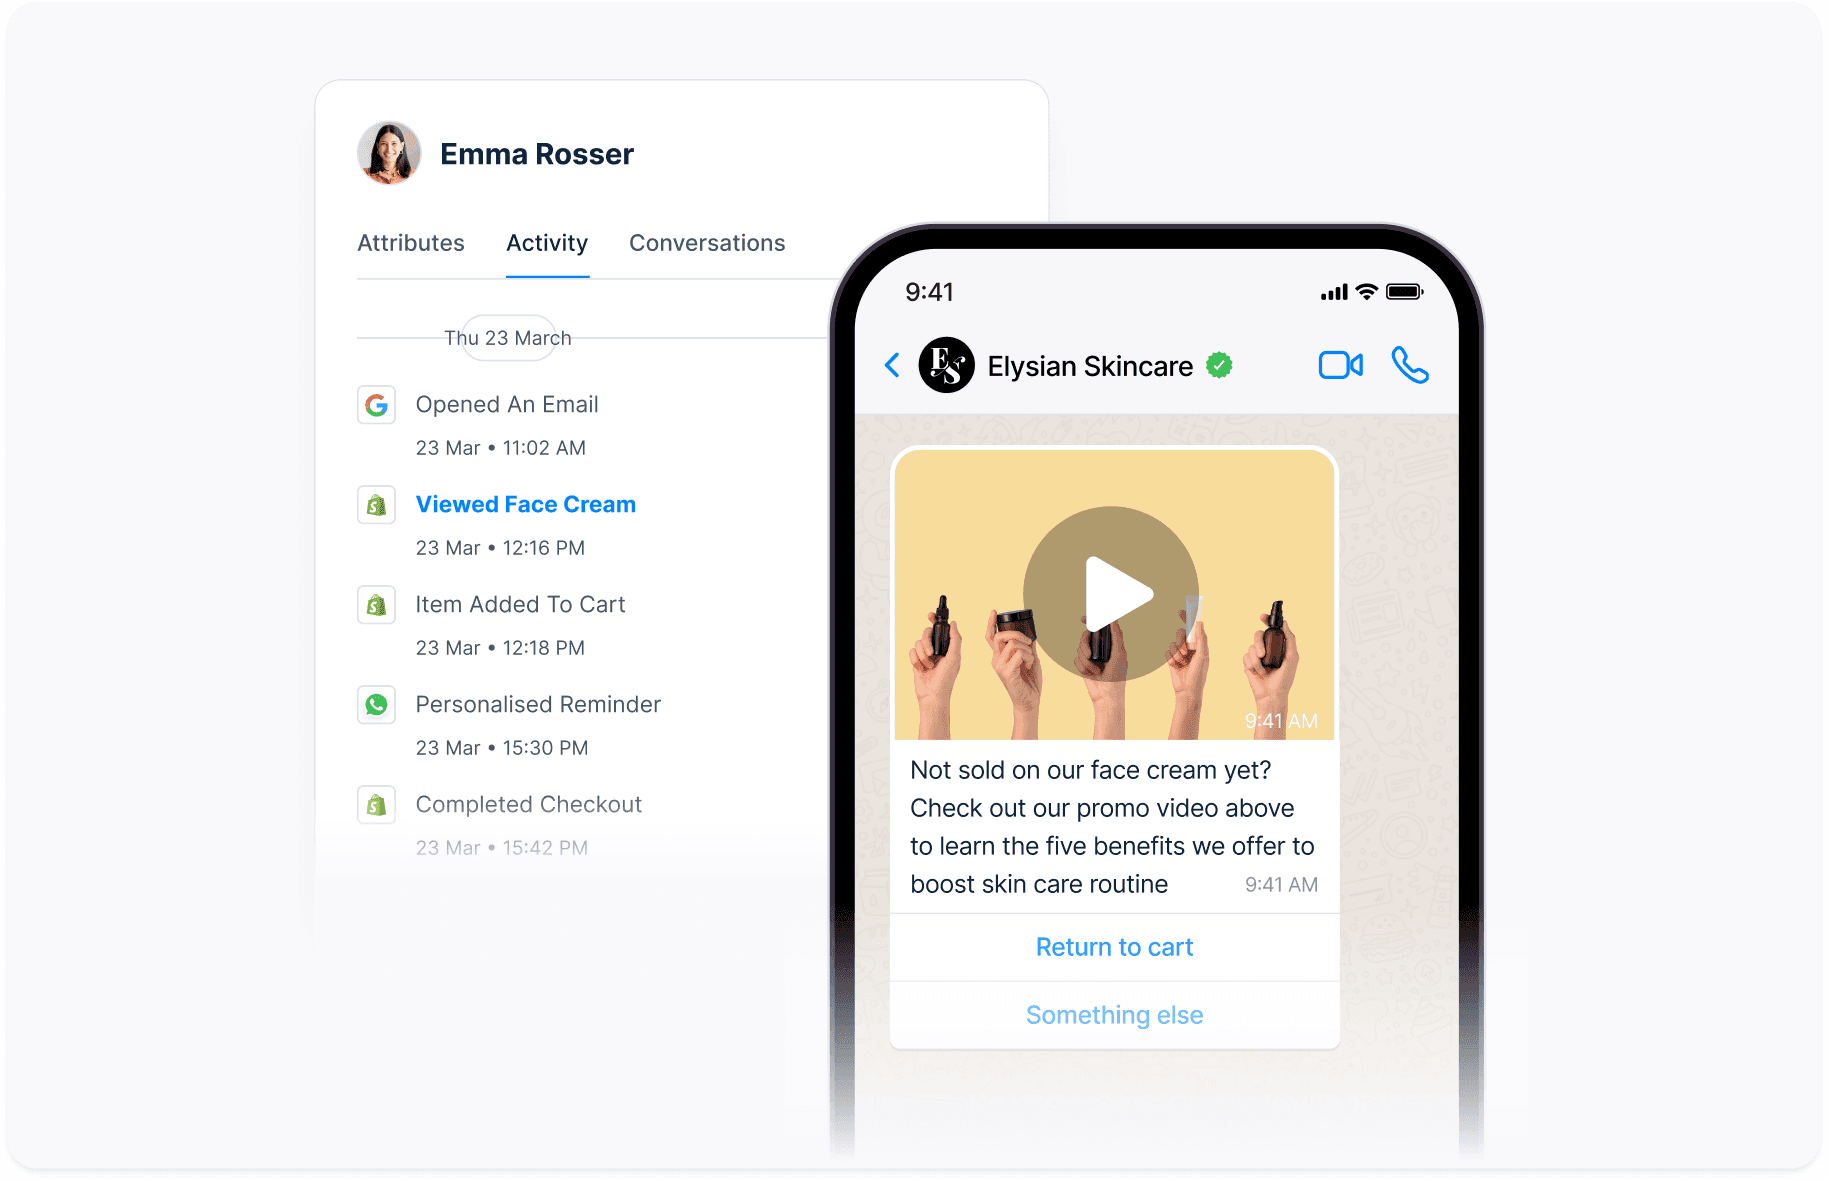 Emma Rosser
Attributes
Activity
Conversations
Thu 23 March
Opened An Email
23 Mar • 11:02 AM
Viewed Face Cream
23 Mar • 12:16 PM
Item Added To Cart
23 Mar • 12:18 PM
Personalised Reminder
23 Mar • 15:30 PM
Completed Checkout
23 Mar • 15:42 PM
9:41
ES
Elysian Skincare
9:41 AM
Not sold on our face cream yet?
Check out our promo video above
to learn the five benefits we offer to
boost skin care routine
9:41 AM
Return to cart
Something else